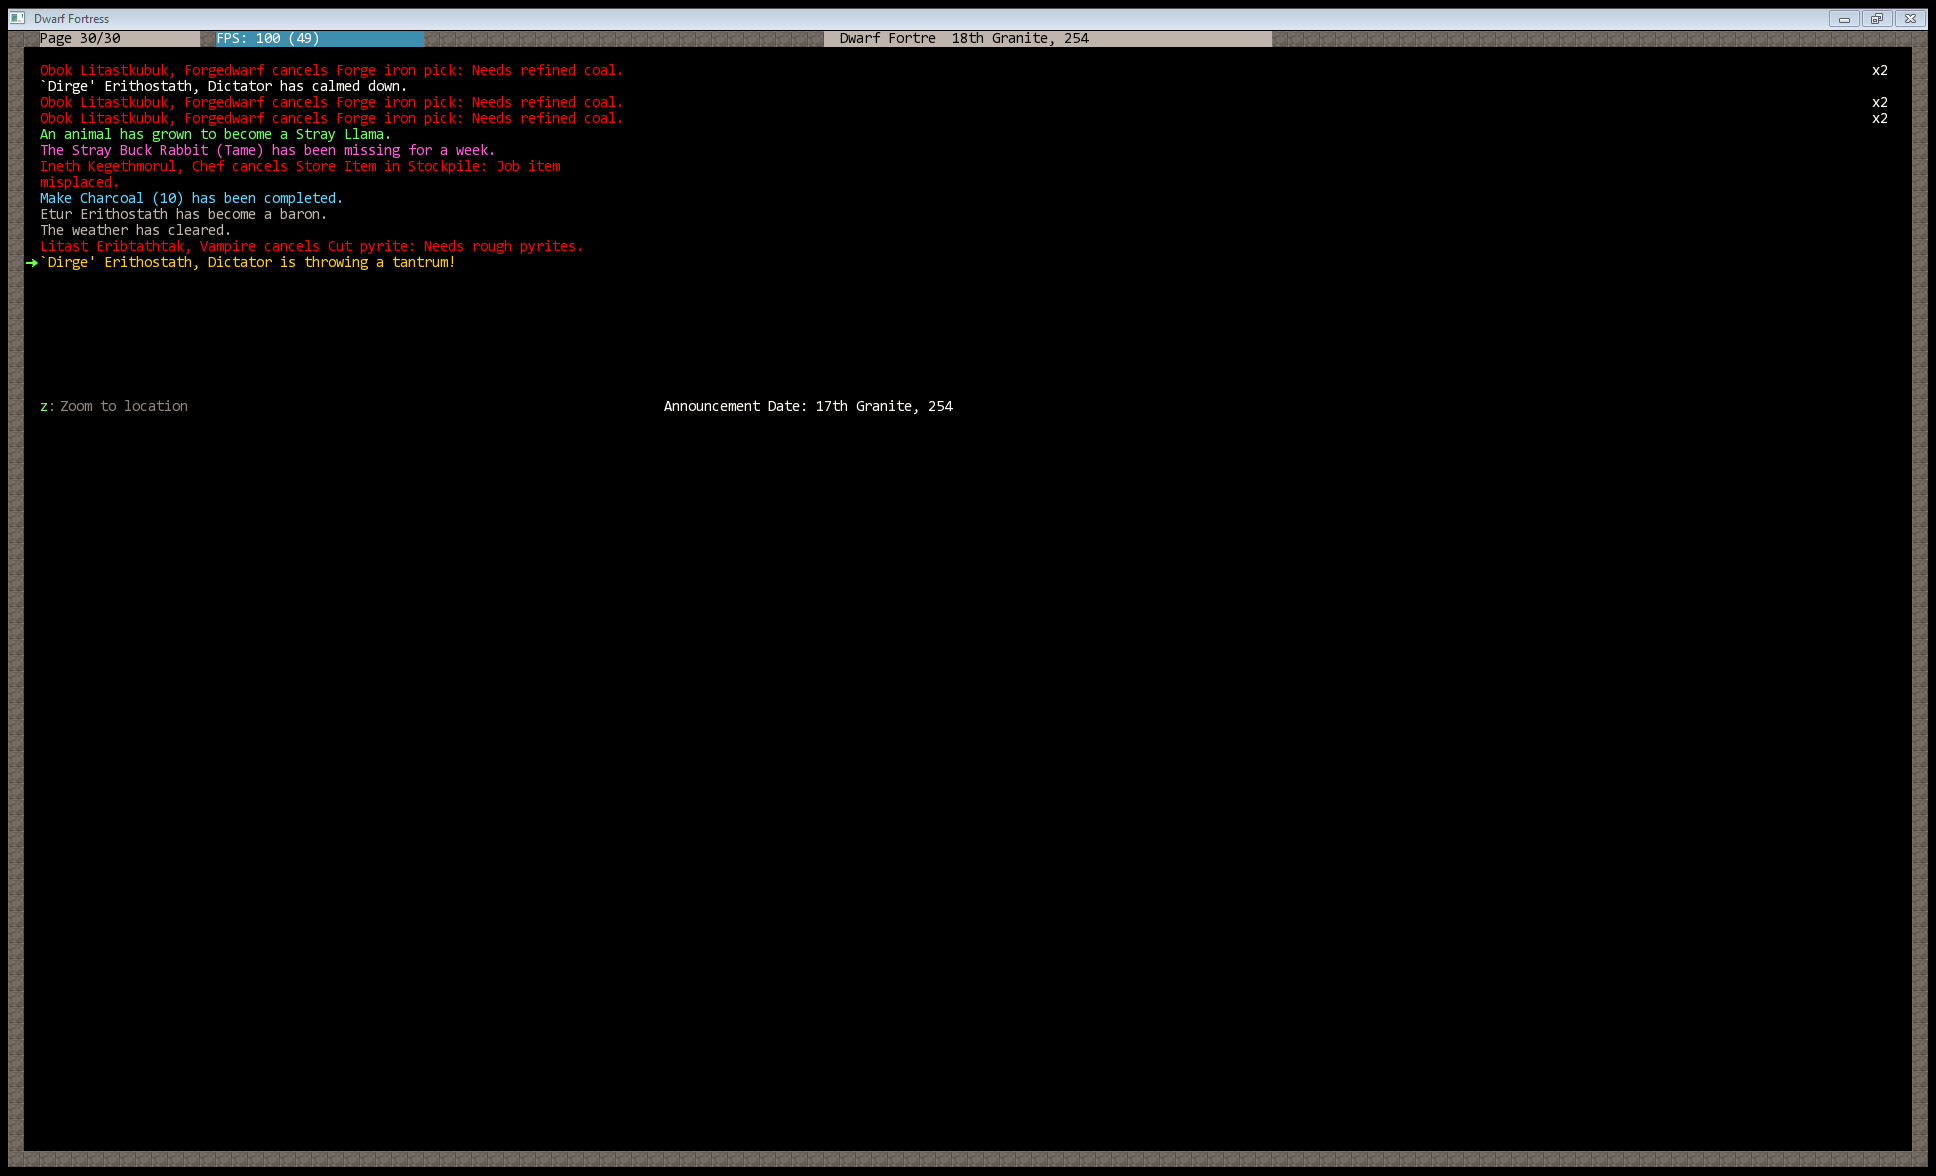 Dwarf Fortress
Page 30/30 FPS: 100 (49) Dwarf Fortre 18th Granite, 254
Obok Litastkubuk, Forgedwarf cancels Forge iron pick: Needs refined coal. x2
`Dirge' Erithostath, Dictator has calmed down.
Obok Litastkubuk, Forgedwarf cancels Forge iron pick: Needs refined coal. x2
Obok Litastkubuk, Forgedwarf cancels Forge iron pick: Needs refined coal. x2
An animal has grown to become a Stray Llama.
The Stray Buck Rabbit (Tame) has been missing for a week.
Ineth Kegethmorul, Chef cancels Store Item in Stockpile: Job item
misplaced.
Make Charcoal (10) has been completed.
Etur Erithostath has become a baron.
The weather has cleared.
Litast Eribtathtak, Vampire cancels Cut pyrite: Needs rough pyrites.
`Dirge' Erithostath, Dictator is throwing a tantrum!
z: Zoom to location Announcement Date: 17th Granite, 254